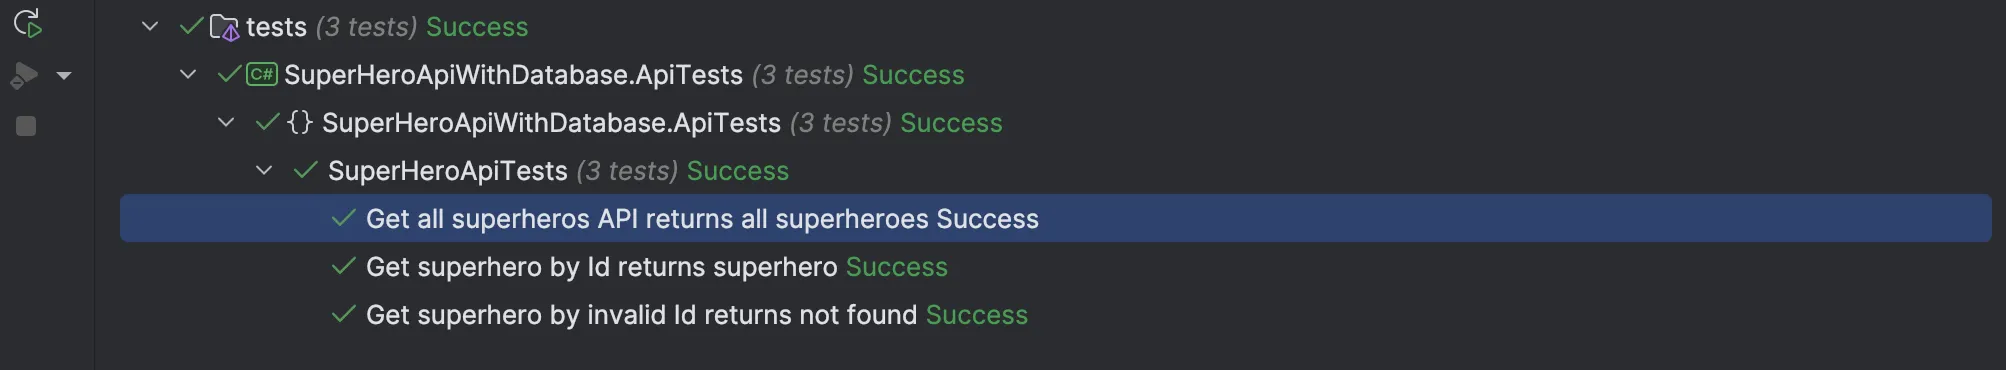 tests (3 tests) Success
C# SuperHeroApiWithDatabase.ApiTests (3 tests) Success
{} SuperHeroApiWithDatabase.ApiTests (3 tests) Success
SuperHeroApiTests (3 tests) Success
Get all superheros API returns all superheroes Success
Get superhero by Id returns superhero Success
Get superhero by invalid Id returns not found Success